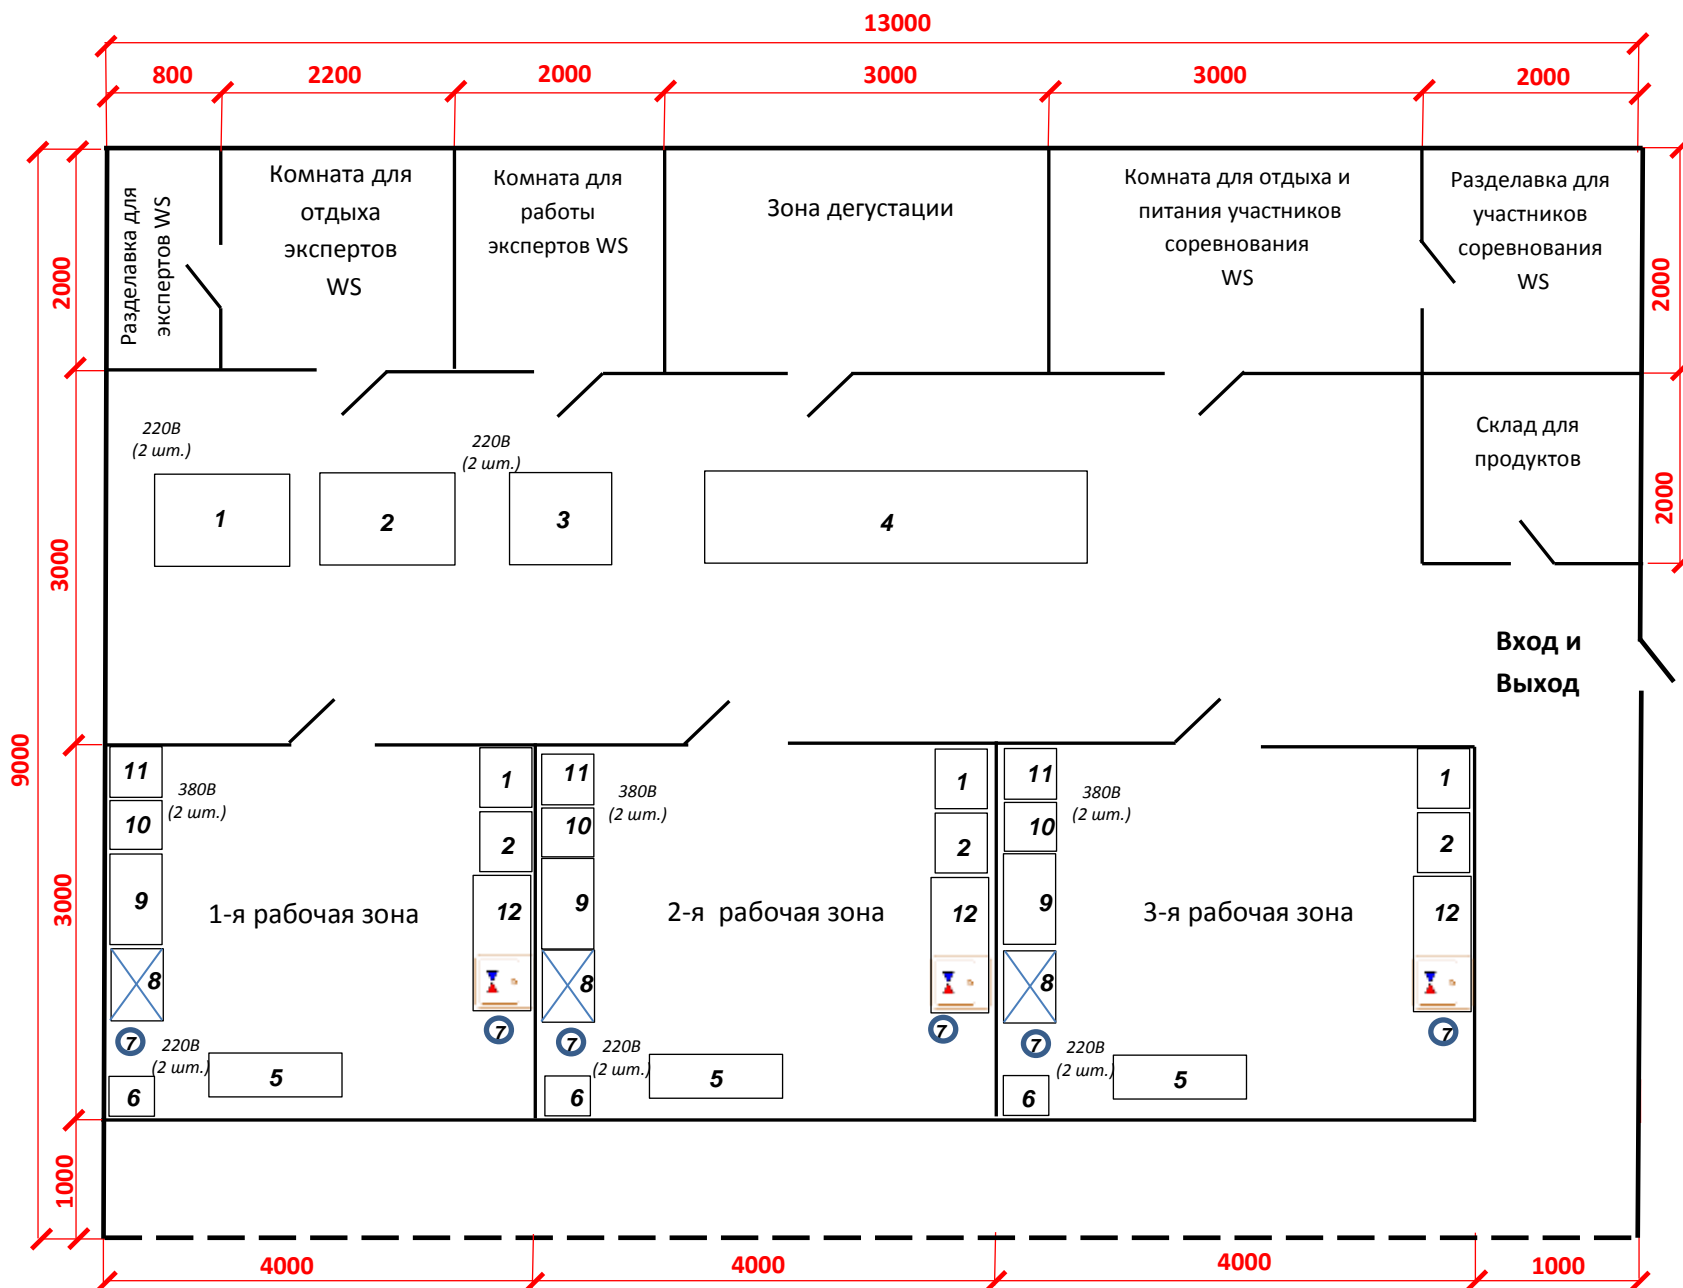 13000
800
2200
2000
3000
3000
2000
Разделавка для
экспертов WS
Комната для
отдыха
экспертов
WS
Комната для
работы
экспертов WS
Зона дегустации
Комната для отдыха и
питания участников
соревнования
WS
Разделавка для
участников
соревнования
WS
2000
2000
220В
(2 шт.)
220В
(2 шт.)
Склад для
продуктов
1
2
3
4
2000
3000
Вход и
Выход
9000
11
380В
(2 шт.)
10
9
8
7
220В
(2 шт.)
6
5
1-я рабочая зона
1
2
12
7
11
380В
(2 шт.)
10
9
8
7
220В
(2 шт.)
6
5
2-я рабочая зона
1
2
12
7
11
380В
(2 шт.)
10
9
8
7
220В
(2 шт.)
6
5
3-я рабочая зона
1
2
12
7
3000
1000
4000
4000
4000
1000